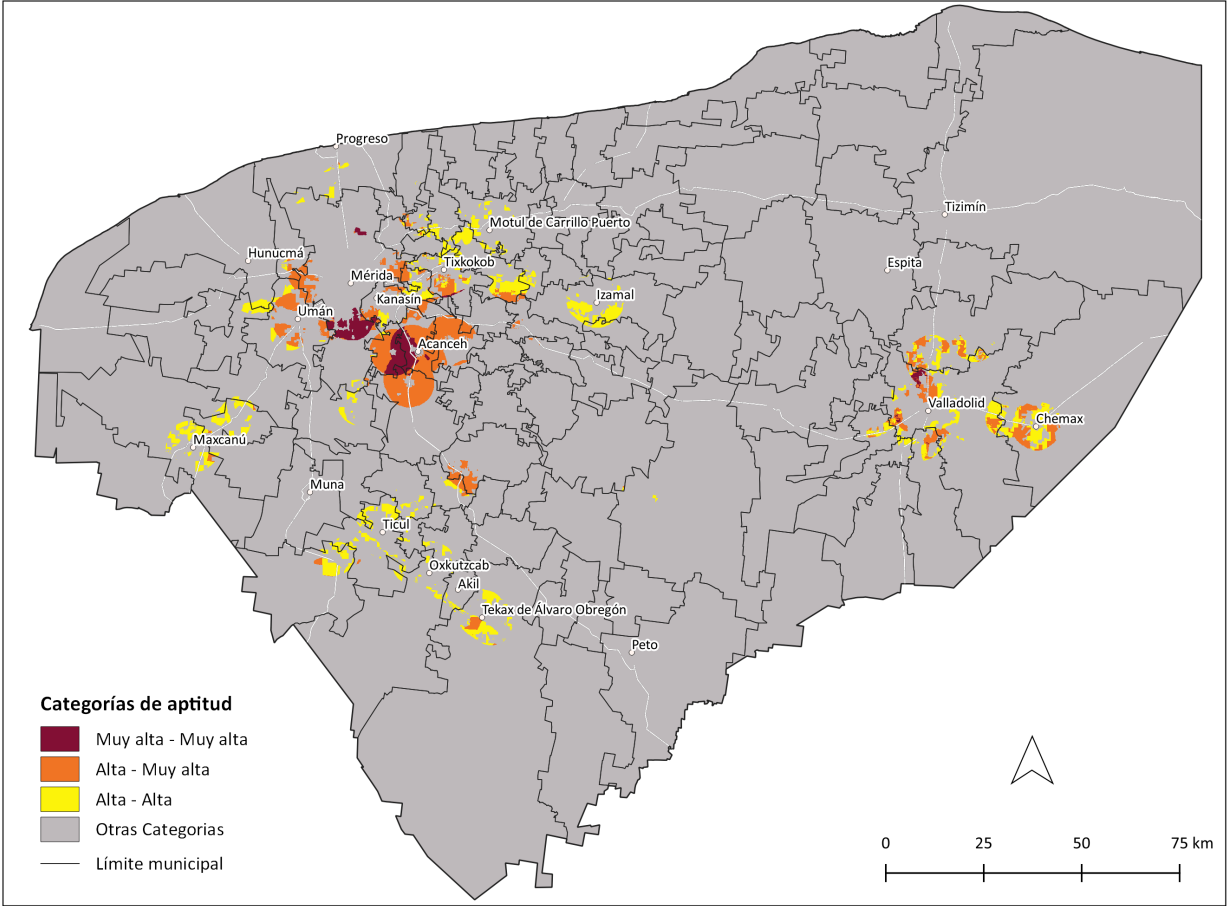 Progreso
Tizimín
Motul de Carrillo Puerto
Hunucmá
Tixkokob
Espita
Mérida
Izamal
Kanasín
Umán
Acanceh
Valladolid
Chemax
Maxcanú
Muna
Ticul
Oxkutzcab
Akil
Tekax de Álvaro Obregón
Peto
Categorías de aptitud
Muy alta - Muy alta
Alta - Muy alta
Alta - Alta
Otras Categorias
Límite municipal
0 25 50 75 km